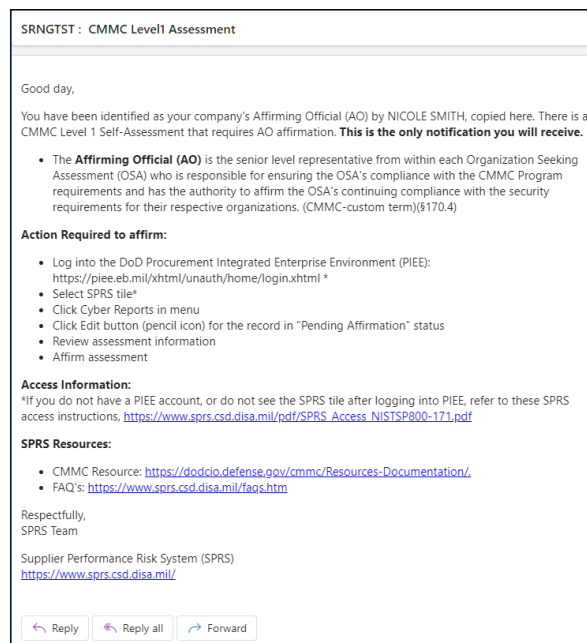 SRNGTST : CMMC Level1 Assessment
Good day,
You have been identified as your company's Affirming Official (AO) by NICOLE SMITH, copied here. There is a
CMMC Level 1 Self-Assessment that requires AO affirmation. This is the only notification you will receive.
• The Affirming Official (AO) is the senior level representative from within each Organization Seeking
Assessment (OSA) who is responsible for ensuring the OSA's compliance with the CMMC Program
requirements and has the authority to affirm the OSA's continuing compliance with the security
requirements for their respective organizations. (CMMC-custom term)(§170.4)
Action Required to affirm:
• Log into the DoD Procurement Integrated Enterprise Environment (PIEE):
https://piee.eb.mil/xhtml/unauth/home/login.xhtml *
• Select SPRS tile*
• Click Cyber Reports in menu
• Click Edit button (pencil icon) for the record in "Pending Affirmation" status
• Review assessment information
• Affirm assessment
Access Information:
*If you do not have a PIEE account, or do not see the SPRS tile after logging into PIEE, refer to these SPRS
access instructions, https://www.sprs.csd.disa.mil/pdf/SPRS_Access_NISTSP800-171.pdf
SPRS Resources:
• CMMC Resource: https://dodcio.defense.gov/cmmc/Resources-Documentation/.
• FAQ's: https://www.sprs.csd.disa.mil/faqs.htm
Respectfully,
SPRS Team
Supplier Performance Risk System (SPRS)
https://www.sprs.csd.disa.mil/
Reply Reply all Forward